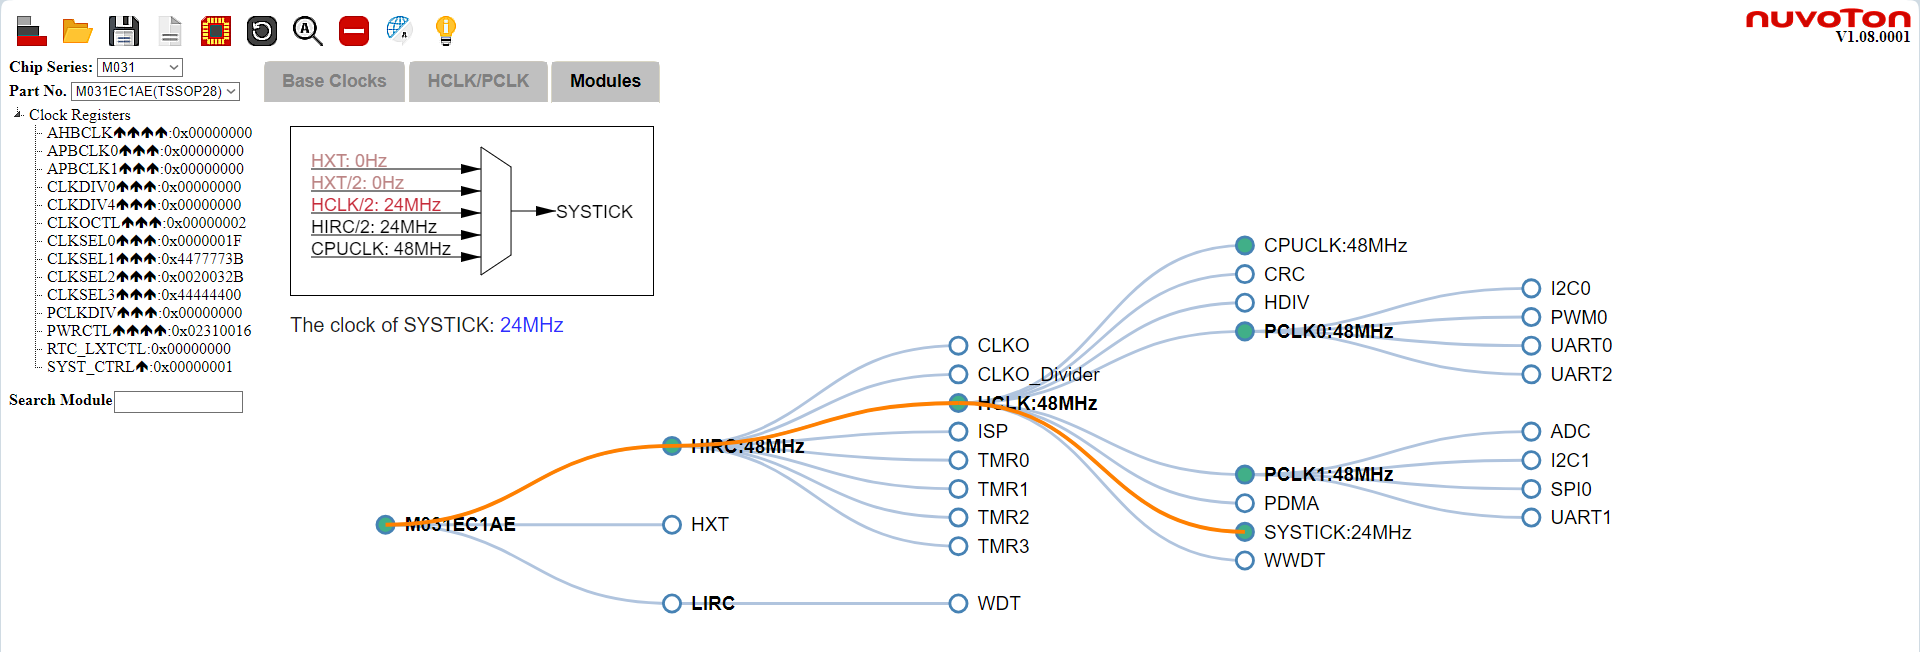 nuvoTon
V1.08.0001
Chip Series: M031
Part No. M031EC1AE(TSSOP28)
Base Clocks
HCLK/PCLK
Modules
Clock Registers
AHBCLK🡹🡹🡹🡹:0x00000000
APBCLK0🡹🡹🡹:0x00000000
APBCLK1🡹🡹🡹:0x00000000
CLKDIV0🡹🡹🡹:0x00000000
CLKDIV4🡹🡹🡹:0x00000000
CLKOCTL🡹🡹🡹:0x00000002
CLKSEL0🡹🡹🡹:0x0000001F
CLKSEL1🡹🡹🡹:0x4477773B
CLKSEL2🡹🡹🡹:0x0020032B
CLKSEL3🡹🡹🡹:0x44444400
PCLKDIV🡹🡹🡹:0x00000000
PWRCTL🡹🡹🡹🡹:0x02310016
RTC_LXTCTL:0x00000000
SYST_CTRL🡹:0x00000001
Search Module
HXT: 0Hz
HXT/2: 0Hz
HCLK/2: 24MHz
HIRC/2: 24MHz
CPUCLK: 48MHz
SYSTICK
The clock of SYSTICK: 24MHz
M031EC1AE
HIRC:48MHz
HXT
LIRC
CLKO
CLKO_Divider
HCLK:48MHz
ISP
TMR0
TMR1
TMR2
TMR3
WDT
CPUCLK:48MHz
CRC
HDIV
PCLK0:48MHz
PCLK1:48MHz
PDMA
SYSTICK:24MHz
WWDT
I2C0
PWM0
UART0
UART2
ADC
I2C1
SPI0
UART1